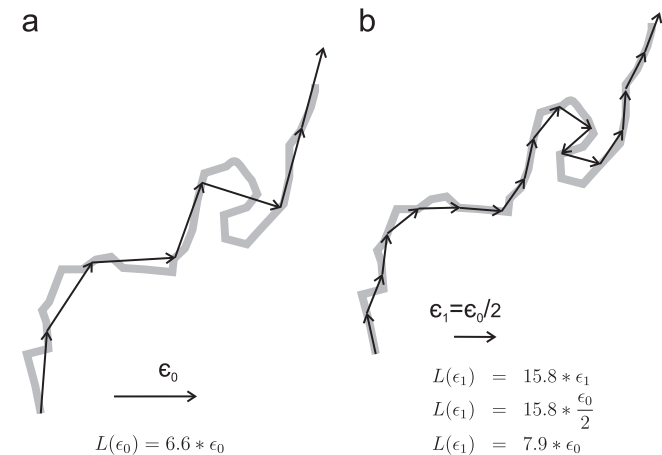 a
ϵ₀
L(ϵ₀) = 6.6 * ϵ₀
b
ϵ₁=ϵ₀/2
L(ϵ₁) = 15.8 * ϵ₁
L(ϵ₁) = 15.8 * ϵ₀/2
L(ϵ₁) = 7.9 * ϵ₀